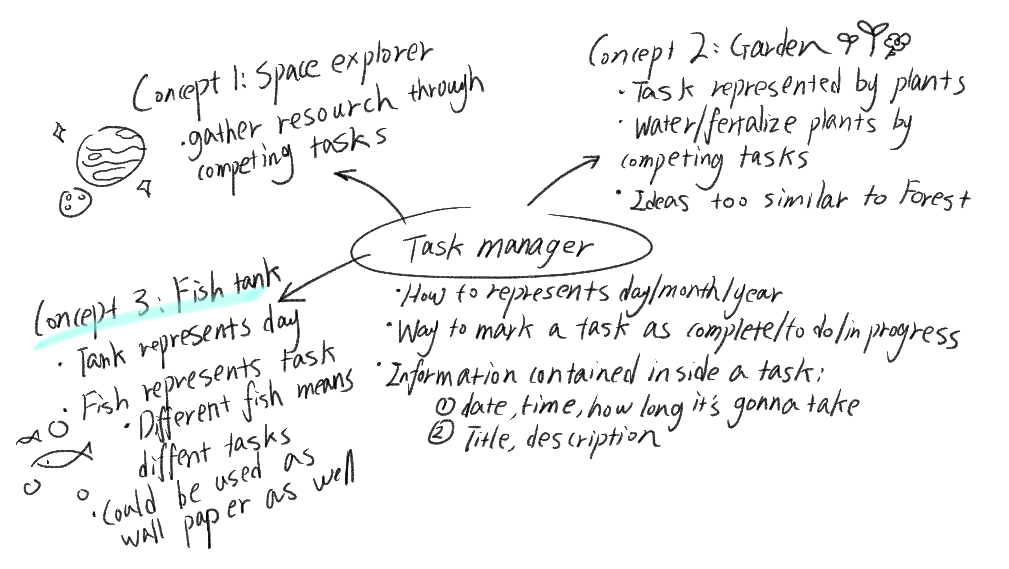 Concept 1: Space explorer
·gather resourch through
competing tasks
Concept 2: Garden
·Task represented by plants
·Water/fertalize plants by
competing tasks
·Ideas too similar to Forest
Task manager
·How to represents day/month/year
·Way to mark a task as complete/to do/in progress
·Information contained inside a task:
① date, time, how long it's gonna take
② Title, description
Concept 3: Fish tank
·Tank represents day
·Fish represents task
·Different fish means
diffent tasks
·Could be used as
wall paper as well